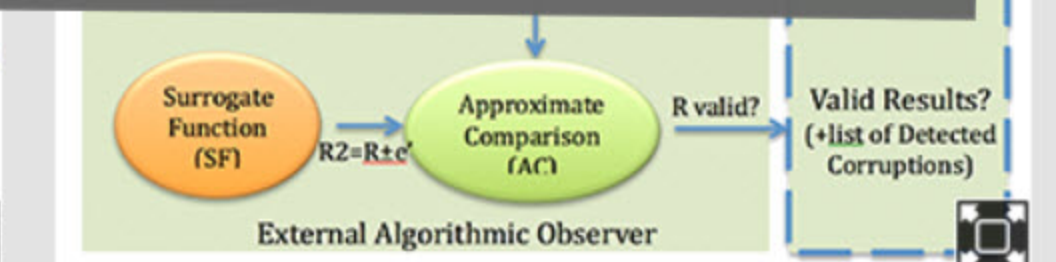 Surrogate
Function
(SF)
R2=R±e'
Approximate
Comparison
(AC)
R valid?
Valid Results?
(+list of Detected
Corruptions)
External Algorithmic Observer